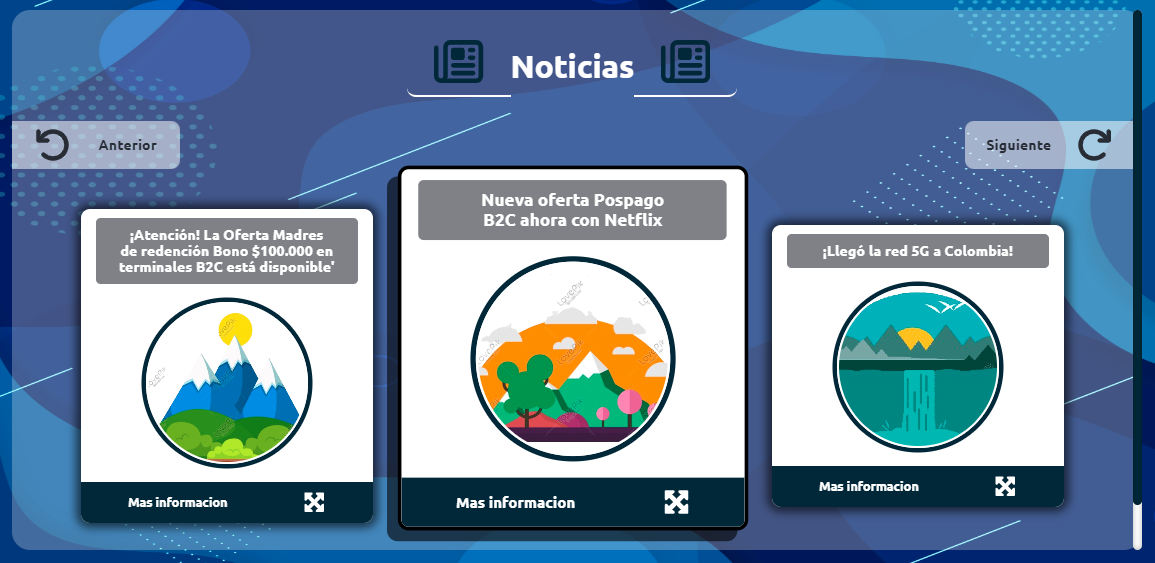 Noticias
Anterior
Siguiente
¡Atención! La Oferta Madres
de redención Bono $100.000 en
terminales B2C está disponible'
Nueva oferta Pospago
B2C ahora con Netflix
¡Llegó la red 5G a Colombia!
Mas informacion
Mas informacion
Mas informacion